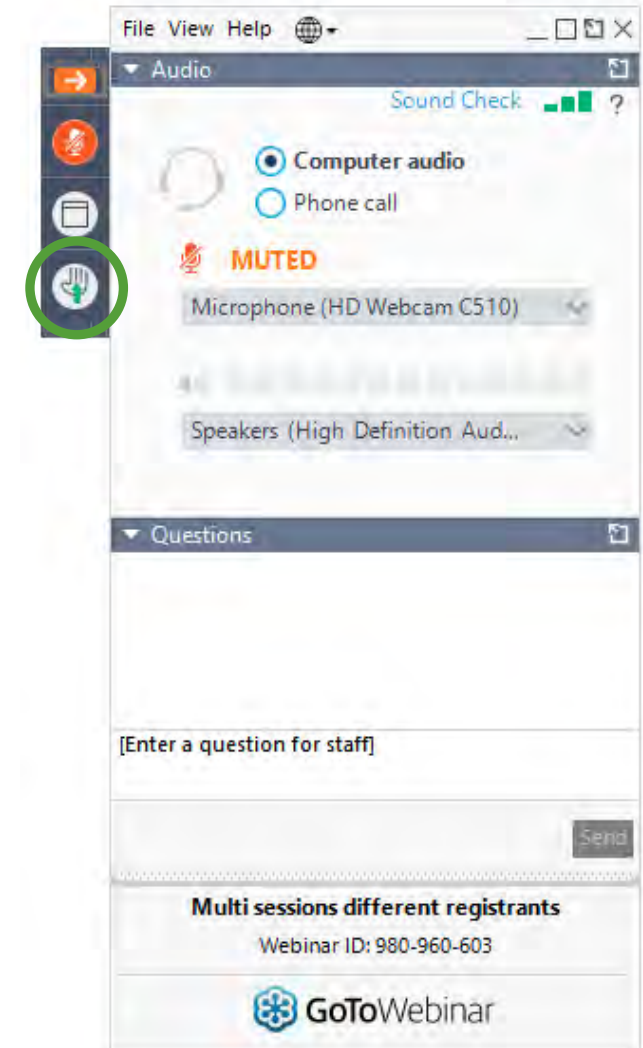 File View Help
Audio
Sound Check ?
Computer audio
Phone call
MUTED
Microphone (HD Webcam C510)
Speakers (High Definition Aud...
Questions
[Enter a question for staff]
Send
Multi sessions different registrants
Webinar ID: 980-960-603
GoToWebinar